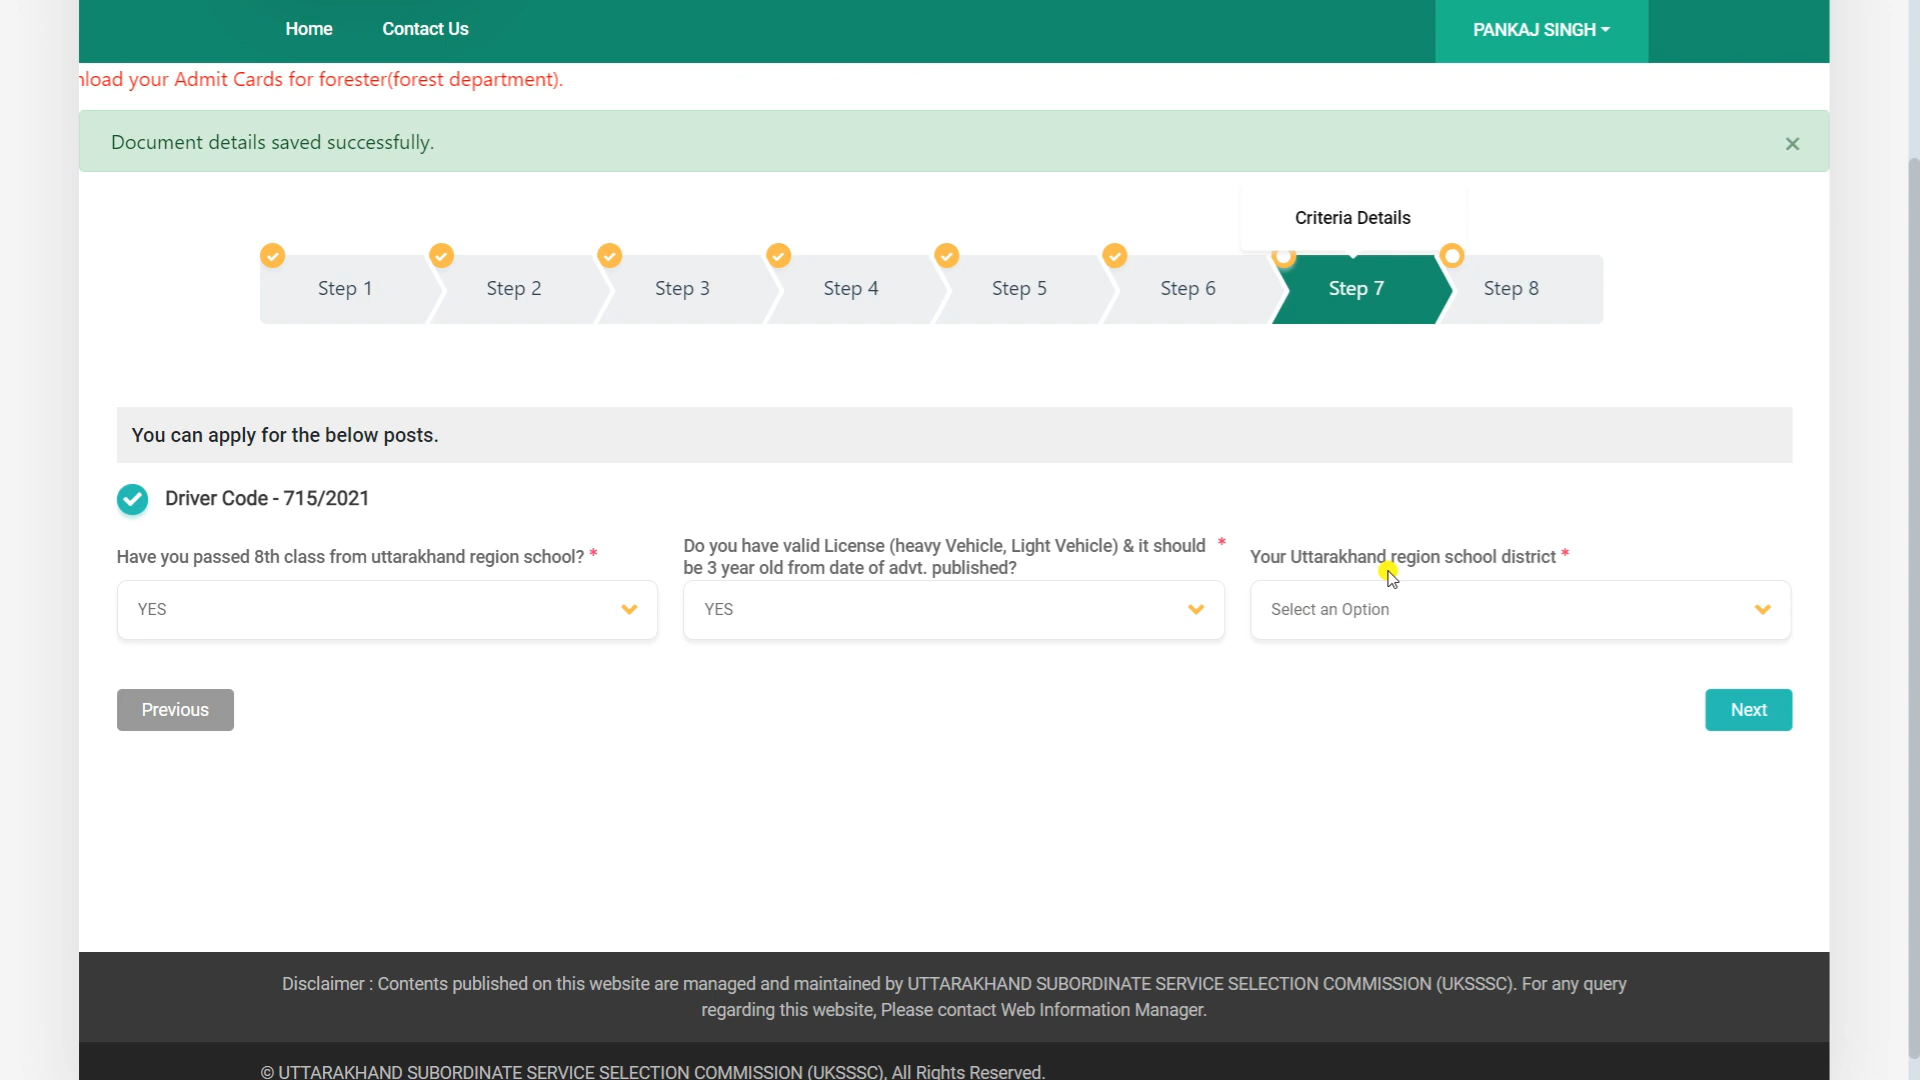 Home
Contact Us
PANKAJ SINGH
load your Admit Cards for forester(forest department).
Document details saved successfully.
×
Criteria Details
Step 1
Step 2
Step 3
Step 4
Step 5
Step 6
Step 7
Step 8
You can apply for the below posts.
Driver Code - 715/2021
Have you passed 8th class from uttarakhand region school? *
YES
Do you have valid License (heavy Vehicle, Light Vehicle) & it should *
be 3 year old from date of advt. published?
YES
Your Uttarakhand region school district *
Select an Option
Previous
Next
Disclaimer : Contents published on this website are managed and maintained by UTTARAKHAND SUBORDINATE SERVICE SELECTION COMMISSION (UKSSSC). For any query
regarding this website, Please contact Web Information Manager.
© UTTARAKHAND SUBORDINATE SERVICE SELECTION COMMISSION (UKSSSC), All Rights Reserved.